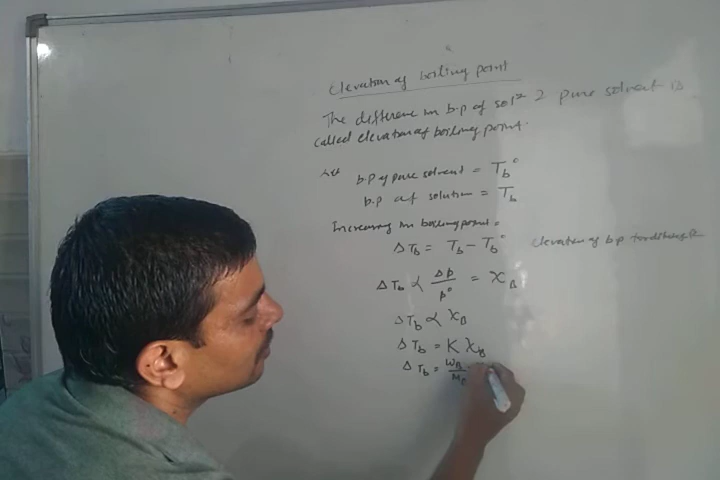 Elevation of boiling point
The difference in b.p of solⁿ & pure solvent is
called elevation of boiling point.
Let b.p of pure solvent = T_b°
b.p of solution = T_b
Increasing in boiling point =
ΔT_b = T_b − T_b° Elevation of b.p
ΔT_b ∝ Δp/p° = X_B
ΔT_b ∝ X_B
ΔT_b = K X_B
ΔT_b = W_B/M_B